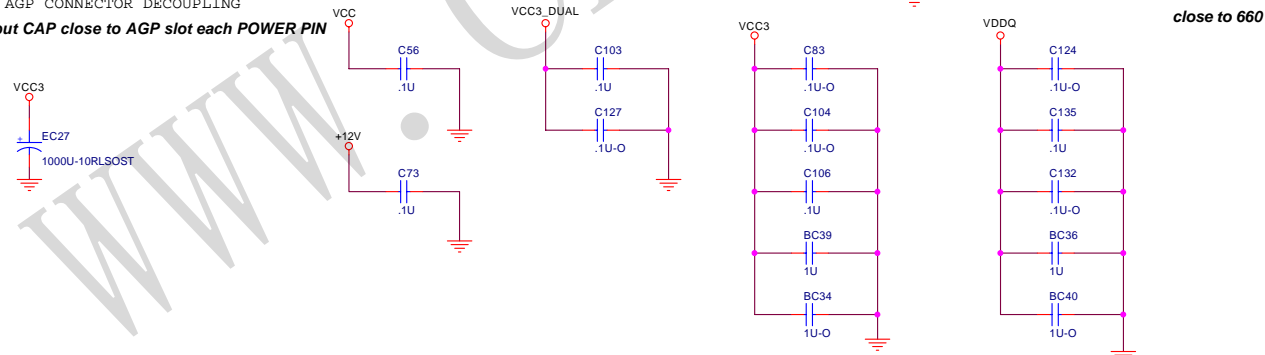 AGP CONNECTOR DECOUPLING
put CAP close to AGP slot each POWER PIN
close to 660
VCC
C56
.1U
VCC3_DUAL
C103
.1U
C127
.1U-O
VCC3
C83
.1U-O
C104
.1U-O
C106
.1U
BC39
1U
BC34
1U-O
VDDQ
C124
.1U-O
C135
.1U
C132
.1U-O
BC36
1U
BC40
1U-O
VCC3
+
EC27
1000U-10RLSOST
+12V
C73
.1U
WWW.